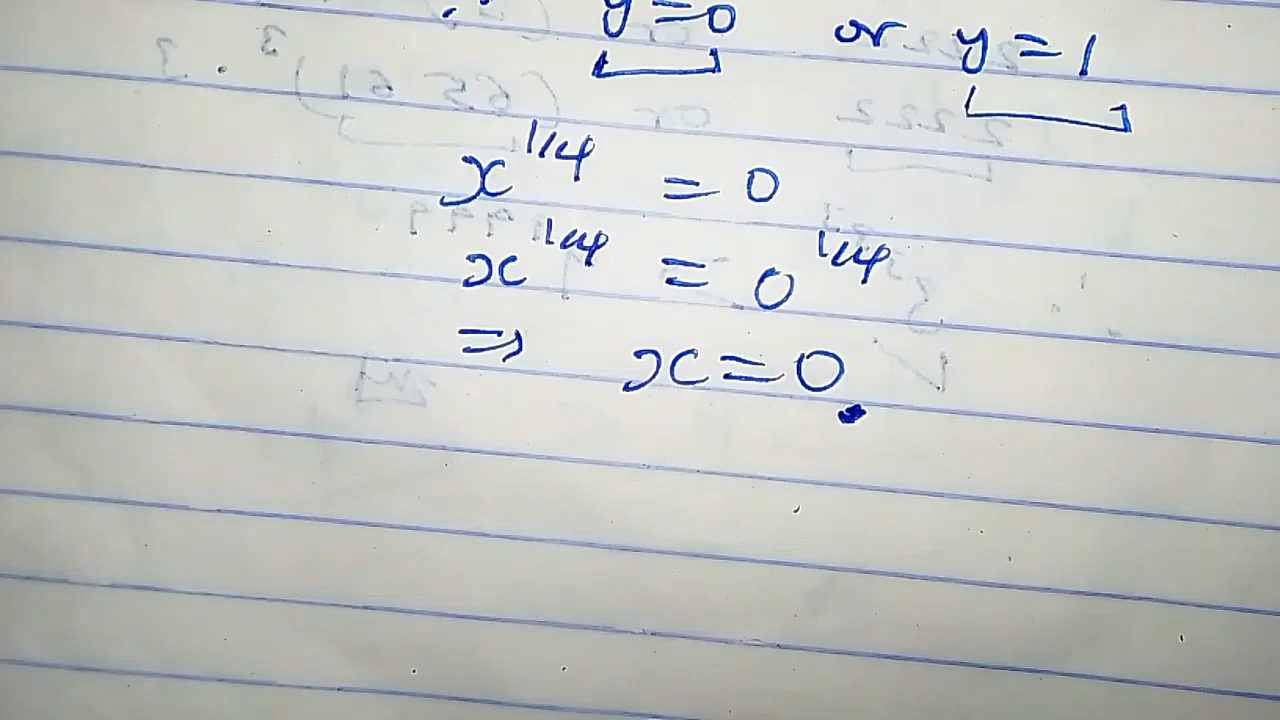 ∴ y = 0 or y = 1
x^1/4 = 0
x^1/4 = 0^1/4
⇒ x = 0.